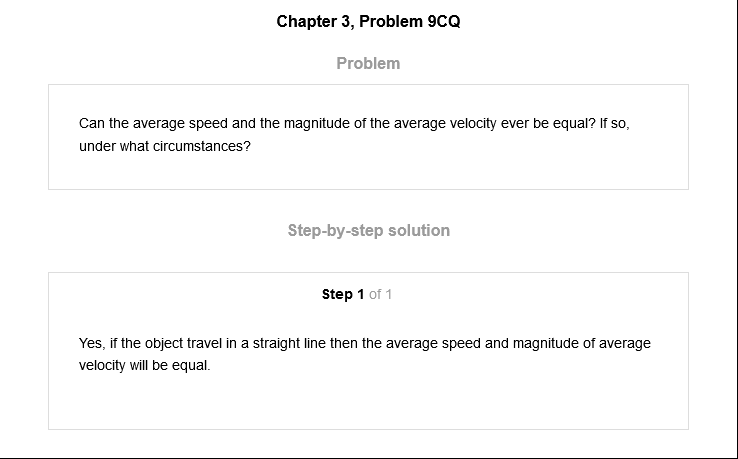 Chapter 3, Problem 9CQ
Problem
Can the average speed and the magnitude of the average velocity ever be equal? If so,
under what circumstances?
Step-by-step solution
Step 1 of 1
Yes, if the object travel in a straight line then the average speed and magnitude of average
velocity will be equal.